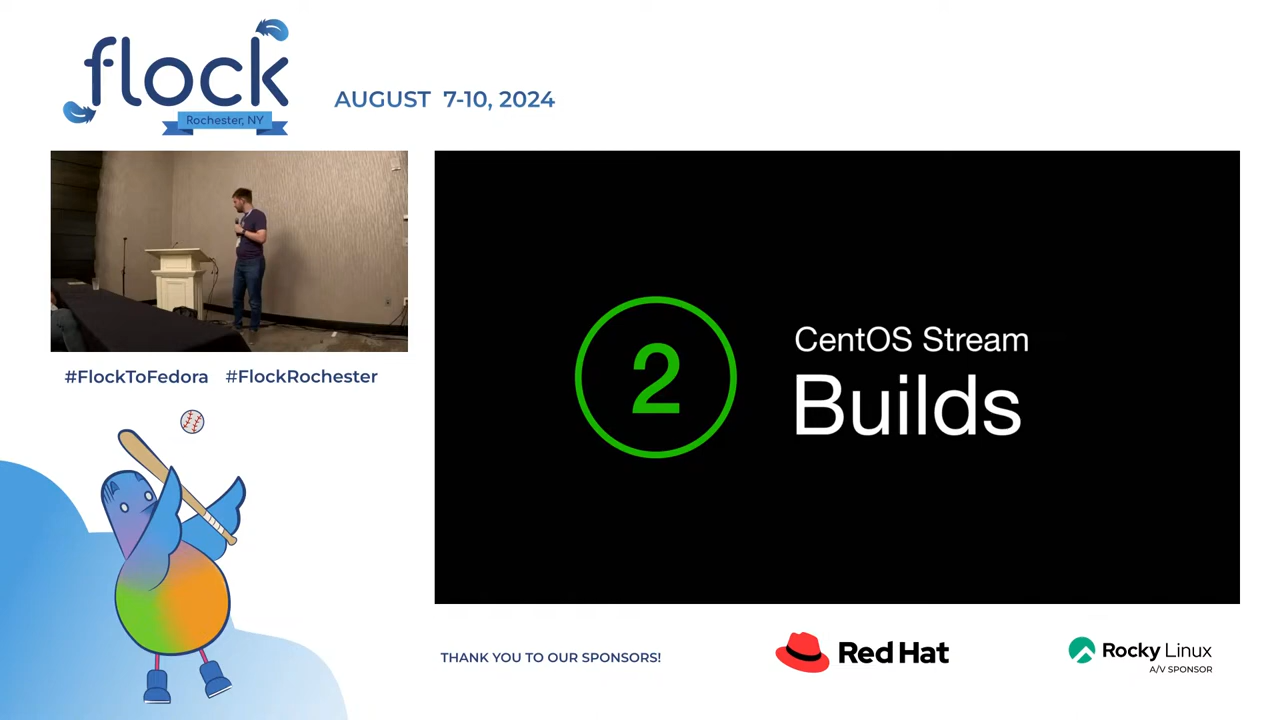 flock
Rochester, NY
AUGUST 7-10, 2024
#FlockToFedora #FlockRochester
2
CentOS Stream
Builds
THANK YOU TO OUR SPONSORS!
Red Hat
Rocky Linux
A/V SPONSOR